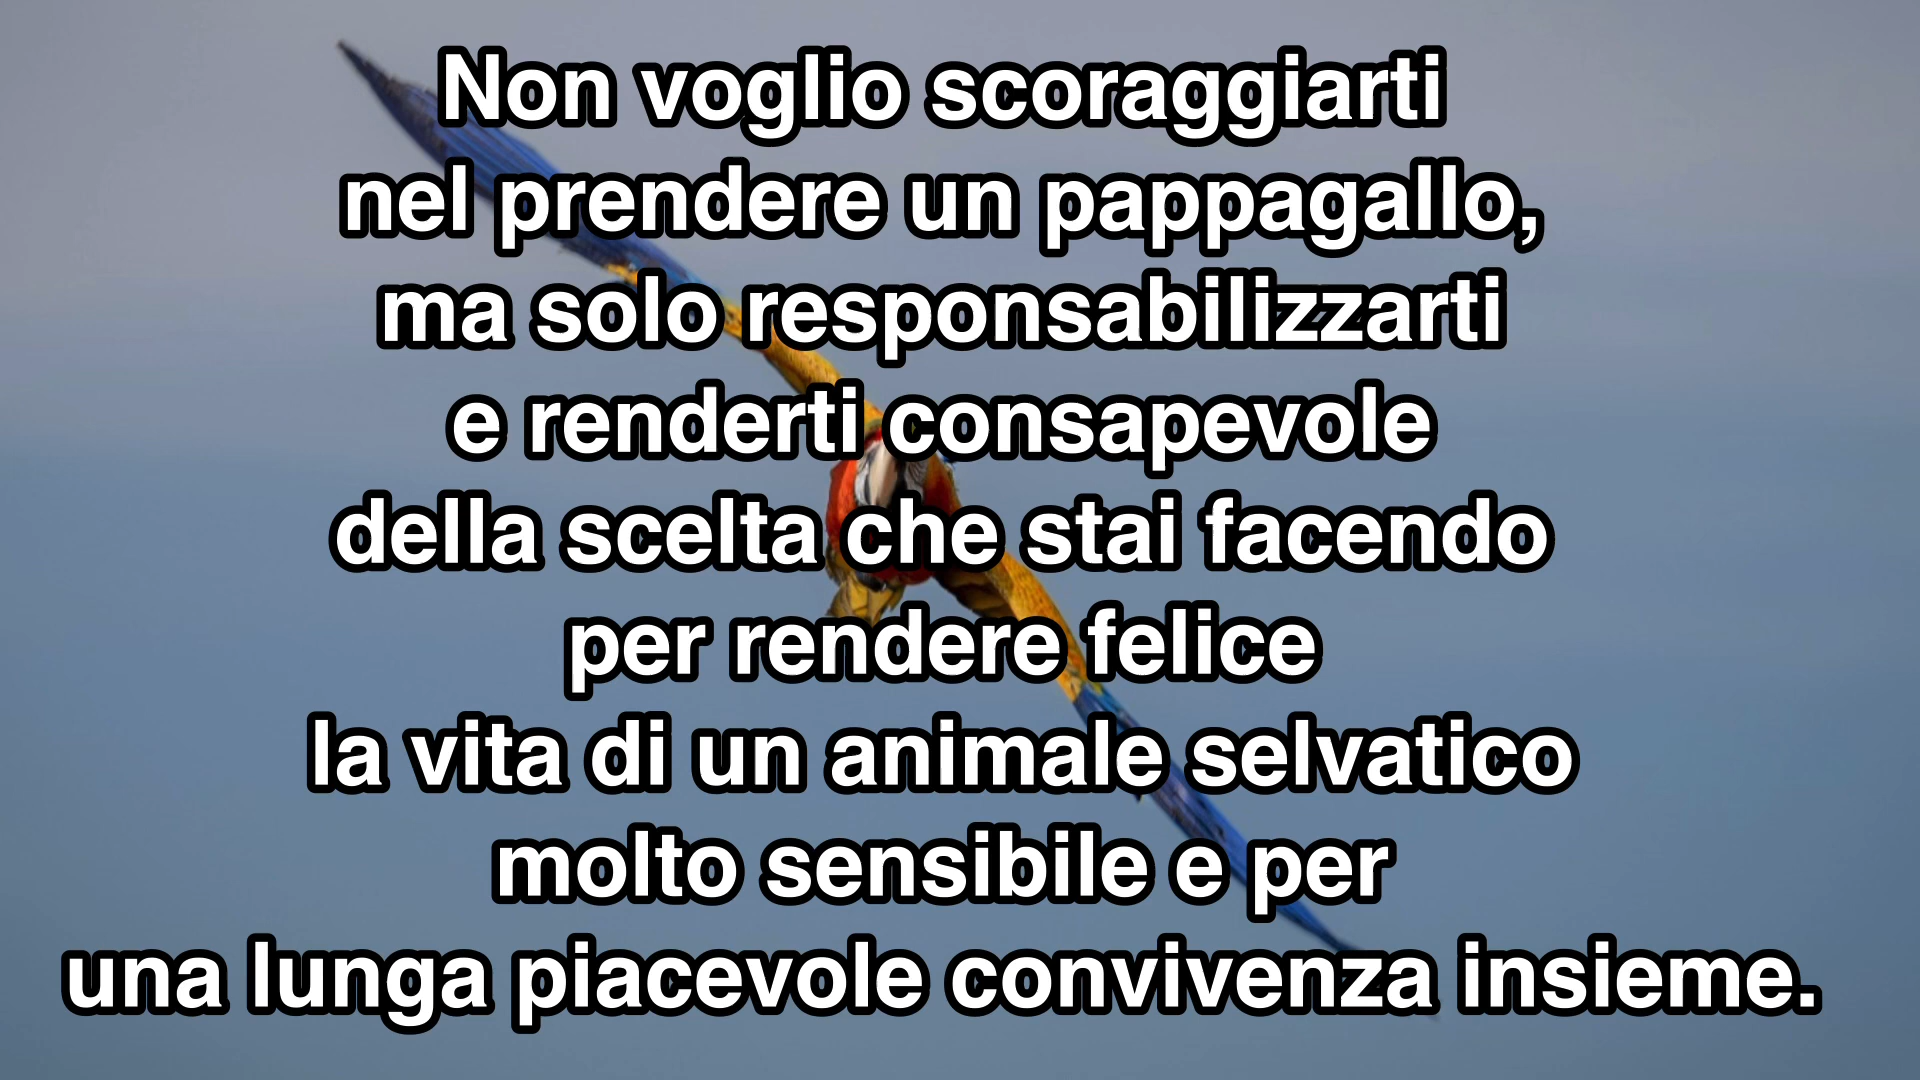 Non voglio scoraggiarti
nel prendere un pappagallo,
ma solo responsabilizzarti
e renderti consapevole
della scelta che stai facendo
per rendere felice
la vita di un animale selvatico
molto sensibile e per
una lunga piacevole convivenza insieme.